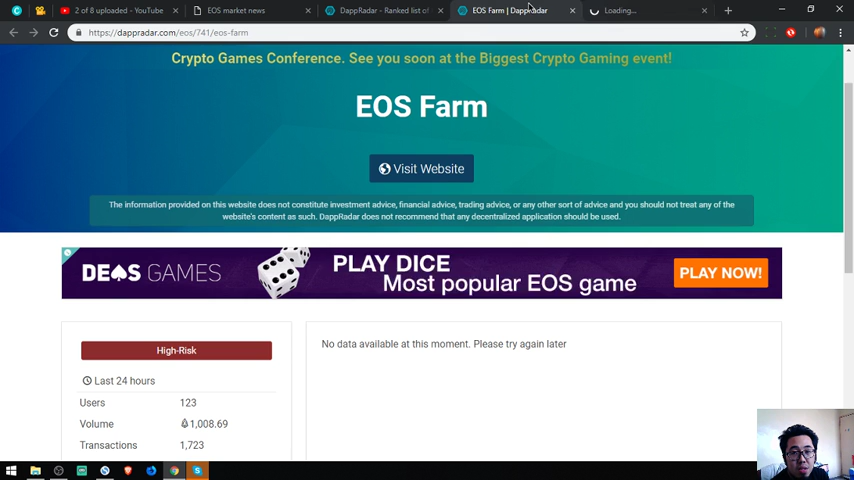 2 of 8 uploaded - YouTube
EOS market news
DappRadar - Ranked list of
EOS Farm | DappRadar
Loading...
https://dappradar.com/eos/741/eos-farm
Crypto Games Conference. See you soon at the Biggest Crypto Gaming event!
EOS Farm
Visit Website
The information provided on this website does not constitute investment advice, financial advice, trading advice, or any other sort of advice and you should not treat any of the
website's content as such. DappRadar does not recommend that any decentralized application should be used.
DEOS GAMES
PLAY DICE
Most popular EOS game
PLAY NOW!
High-Risk
No data available at this moment. Please try again later
Last 24 hours
Users 123
Volume 1,008.69
Transactions 1,723